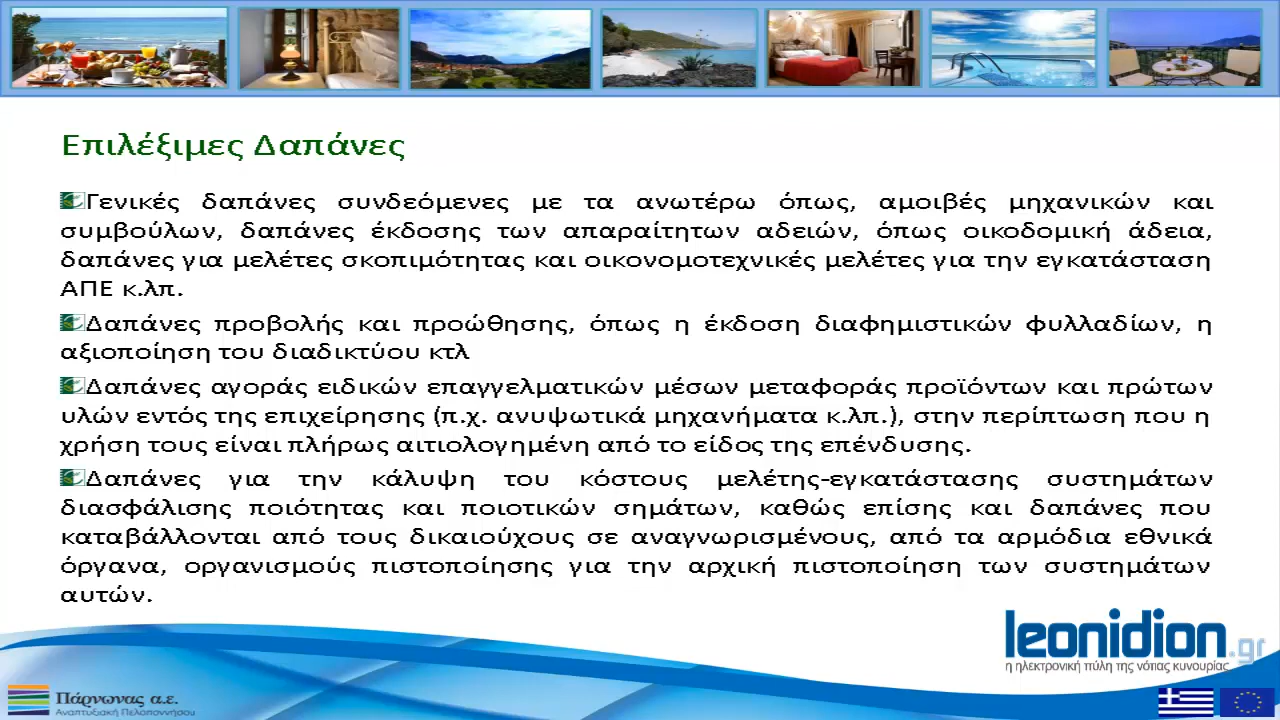 Επιλέξιμες Δαπάνες
Γενικές δαπάνες συνδεόμενες με τα ανωτέρω όπως, αμοιβές μηχανικών και
συμβούλων, δαπάνες έκδοσης των απαραίτητων αδειών, όπως οικοδομική άδεια,
δαπάνες για μελέτες σκοπιμότητας και οικονομοτεχνικές μελέτες για την εγκατάσταση
ΑΠΕ κ.λπ.
Δαπάνες προβολής και προώθησης, όπως η έκδοση διαφημιστικών φυλλαδίων, η
αξιοποίηση του διαδικτύου κτλ
Δαπάνες αγοράς ειδικών επαγγελματικών μέσων μεταφοράς προϊόντων και πρώτων
υλών εντός της επιχείρησης (π.χ. ανυψωτικά μηχανήματα κ.λπ.), στην περίπτωση που η
χρήση τους είναι πλήρως αιτιολογημένη από το είδος της επένδυσης.
Δαπάνες για την κάλυψη του κόστους μελέτης-εγκατάστασης συστημάτων
διασφάλισης ποιότητας και ποιοτικών σημάτων, καθώς επίσης και δαπάνες που
καταβάλλονται από τους δικαιούχους σε αναγνωρισμένους, από τα αρμόδια εθνικά
όργανα, οργανισμούς πιστοποίησης για την αρχική πιστοποίηση των συστημάτων
αυτών.
leonidion.gr
η ηλεκτρονική πύλη της νότιας κυνουρίας
Πάρνωνας α.ε.
Αναπτυξιακή Πελοποννήσου